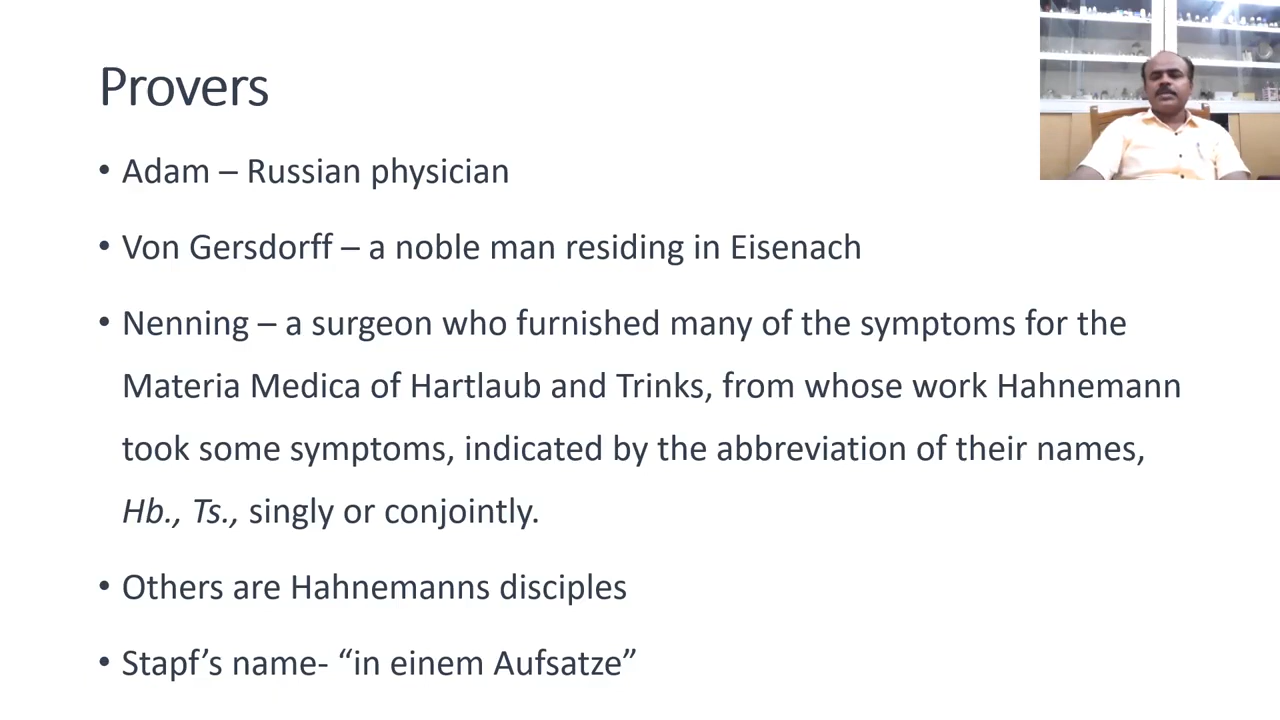 Provers
• Adam – Russian physician
• Von Gersdorff – a noble man residing in Eisenach
• Nenning – a surgeon who furnished many of the symptoms for the
Materia Medica of Hartlaub and Trinks, from whose work Hahnemann
took some symptoms, indicated by the abbreviation of their names,
Hb., Ts., singly or conjointly.
• Others are Hahnemanns disciples
• Stapf’s name- “in einem Aufsatze”